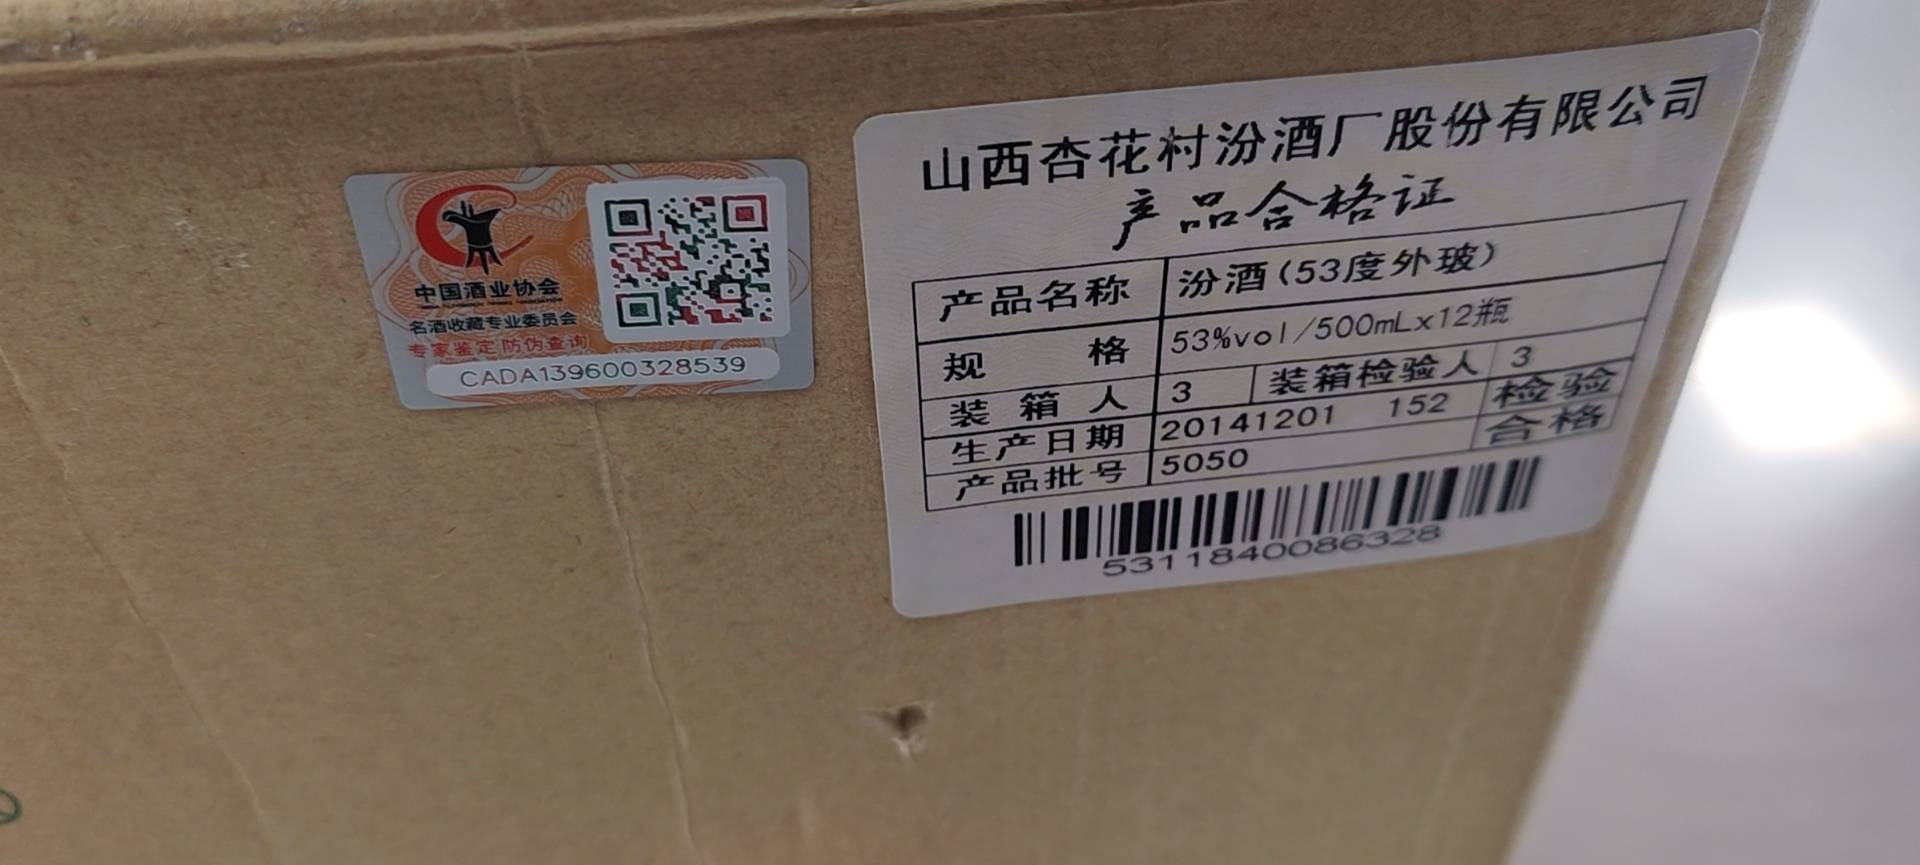 中国酒业协会
名酒收藏专业委员会
专家鉴定 防伪查询
CADA139600328539
山西杏花村汾酒厂股份有限公司
产品合格证
产品名称 汾酒(53度外玻)
规格 53%vol/500mLx12瓶
装箱人 3 装箱检验人 3
生产日期 20141201 152 检验
产品批号 5050 合格
5311840086328